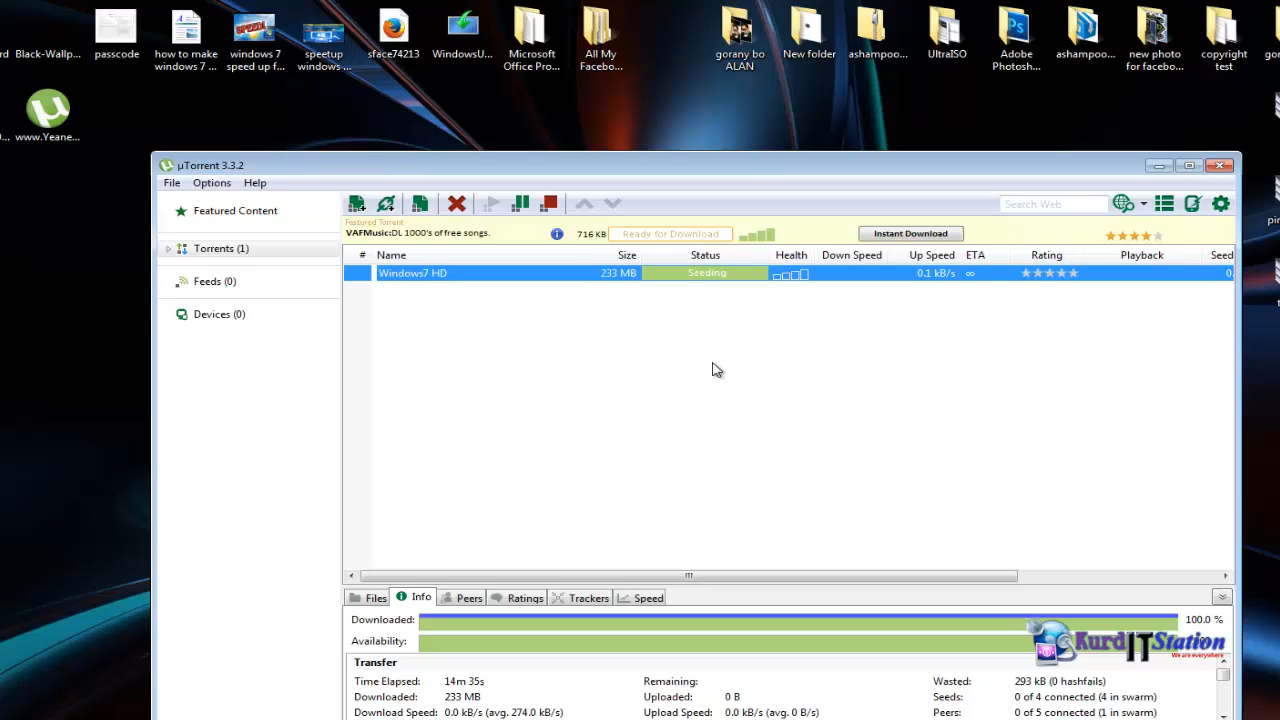 rd
Black-Wallp...
passcode
how to make
windows 7 ...
windows 7
speed up f...
speetup
windows ...
sface74213
WindowsU...
Microsoft
Office Pro...
All My
Facebo...
gorany bo
ALAN
New folder
ashampoo...
UltraISO
Adobe
Photosh...
ashampoo...
new photo
for facebo...
copyright
test
www.Yeane...
µTorrent 3.3.2
File Options Help
Featured Content
Torrents (1)
Feeds (0)
Devices (0)
Search Web
Featured Torrent
VAFMusic:DL 1000's of free songs.
716 KB Ready for Download Instant Download
# Name Size Status Health Down Speed Up Speed ETA Rating Playback Seed
Windows7 HD 233 MB Seeding 0.1 kB/s ∞ 0
Files Info Peers Ratings Trackers Speed
Downloaded: 100.0 %
Availability:
KurdITStation
We are everywhere
Transfer
Time Elapsed: 14m 35s Remaining: Wasted: 293 kB (0 hashfails)
Downloaded: 233 MB Uploaded: 0 B Seeds: 0 of 4 connected (4 in swarm)
Download Speed: 0.0 kB/s (avg. 274.0 kB/s) Upload Speed: 0.0 kB/s (avg. 0 B/s) Peers: 0 of 5 connected (1 in swarm)